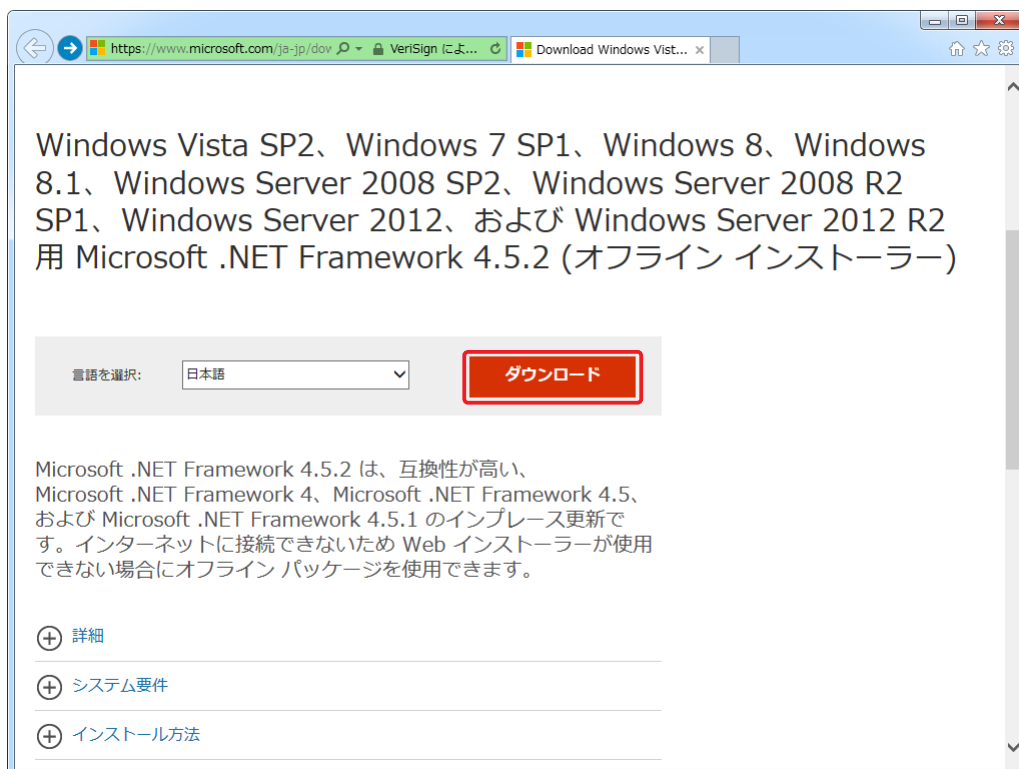 https://www.microsoft.com/ja-jp/dov
VeriSign によ...
Download Windows Vist...
Windows Vista SP2、Windows 7 SP1、Windows 8、Windows
8.1、Windows Server 2008 SP2、Windows Server 2008 R2
SP1、Windows Server 2012、および Windows Server 2012 R2
用 Microsoft .NET Framework 4.5.2 (オフライン インストーラー)
言語を選択:
日本語
ダウンロード
Microsoft .NET Framework 4.5.2 は、互換性が高い、
Microsoft .NET Framework 4、Microsoft .NET Framework 4.5、
および Microsoft .NET Framework 4.5.1 のインプレース更新で
す。インターネットに接続できないため Web インストーラーが使用
できない場合にオフライン パッケージを使用できます。
詳細
システム要件
インストール方法